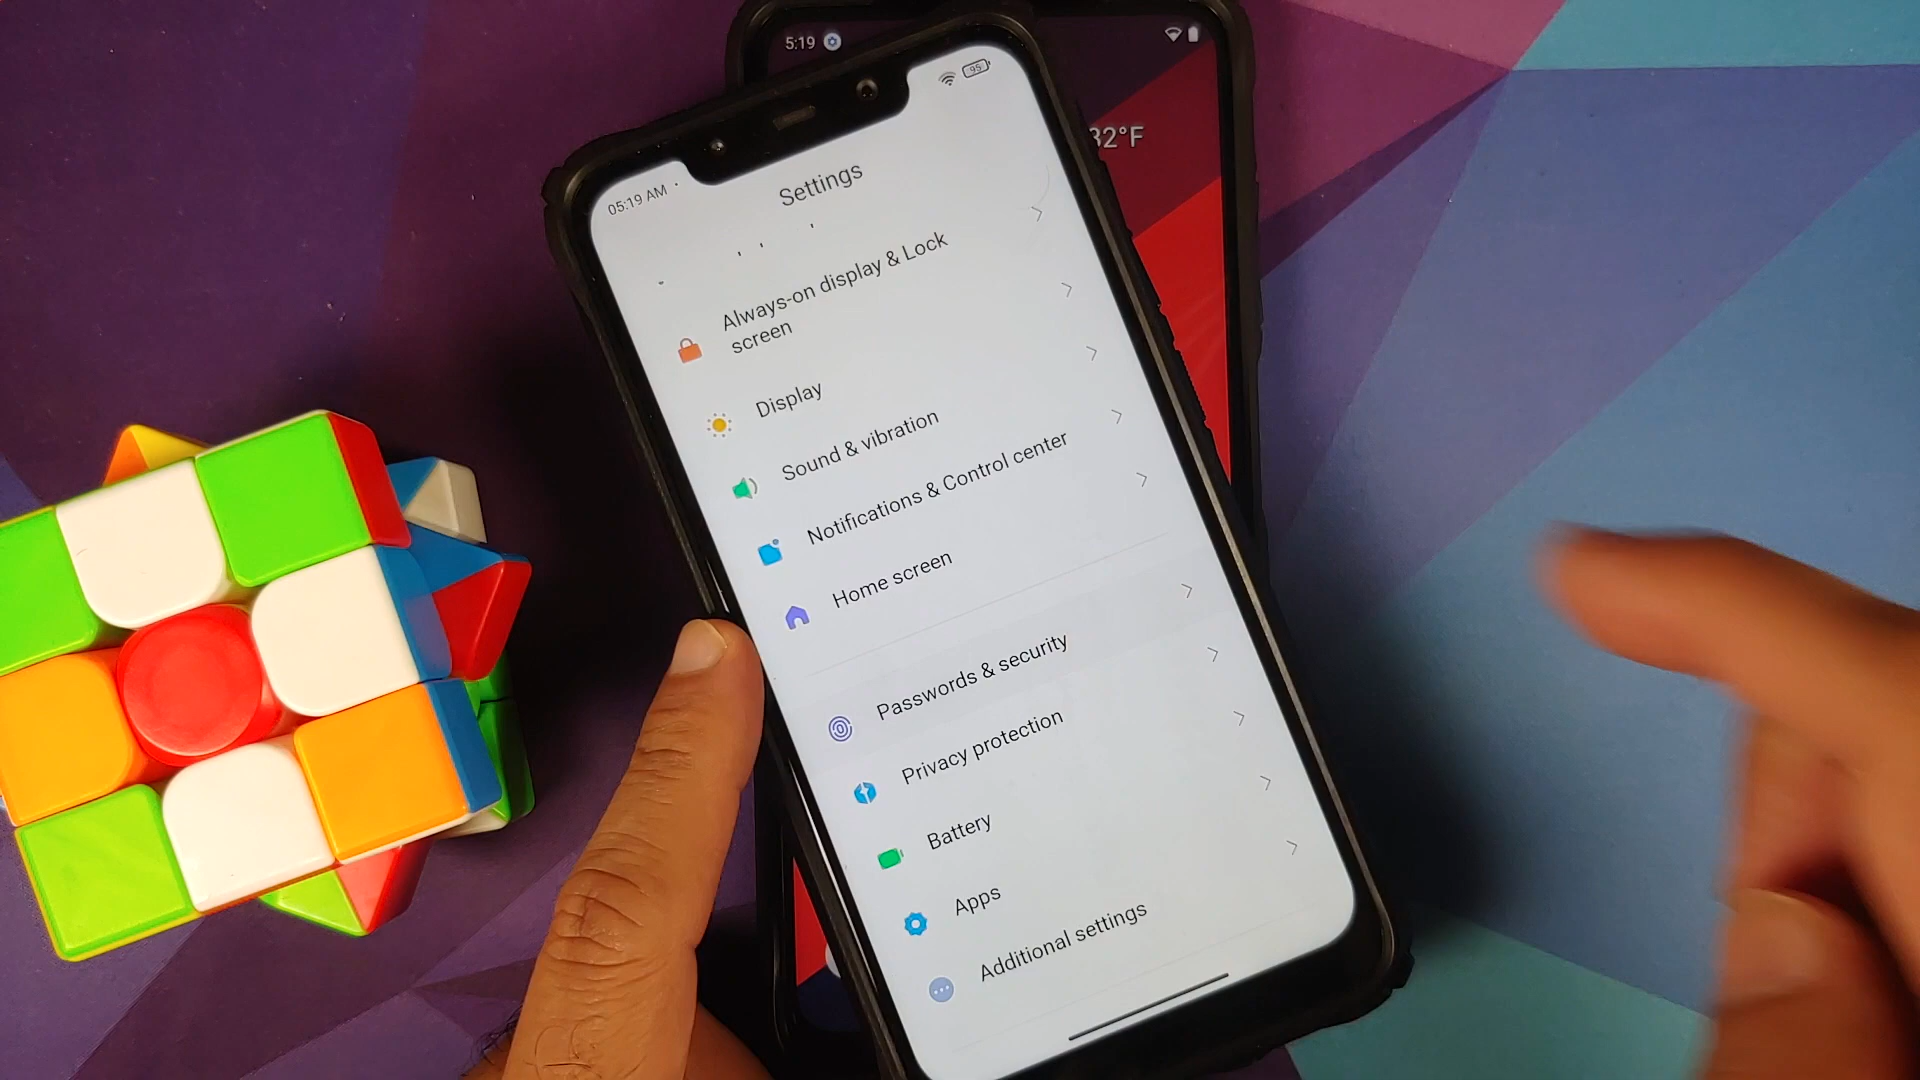 5:19
32°F
05:19 AM
95
Settings
Always-on display & Lock
screen
Display
Sound & vibration
Notifications & Control center
Home screen
Passwords & security
Privacy protection
Battery
Apps
Additional settings